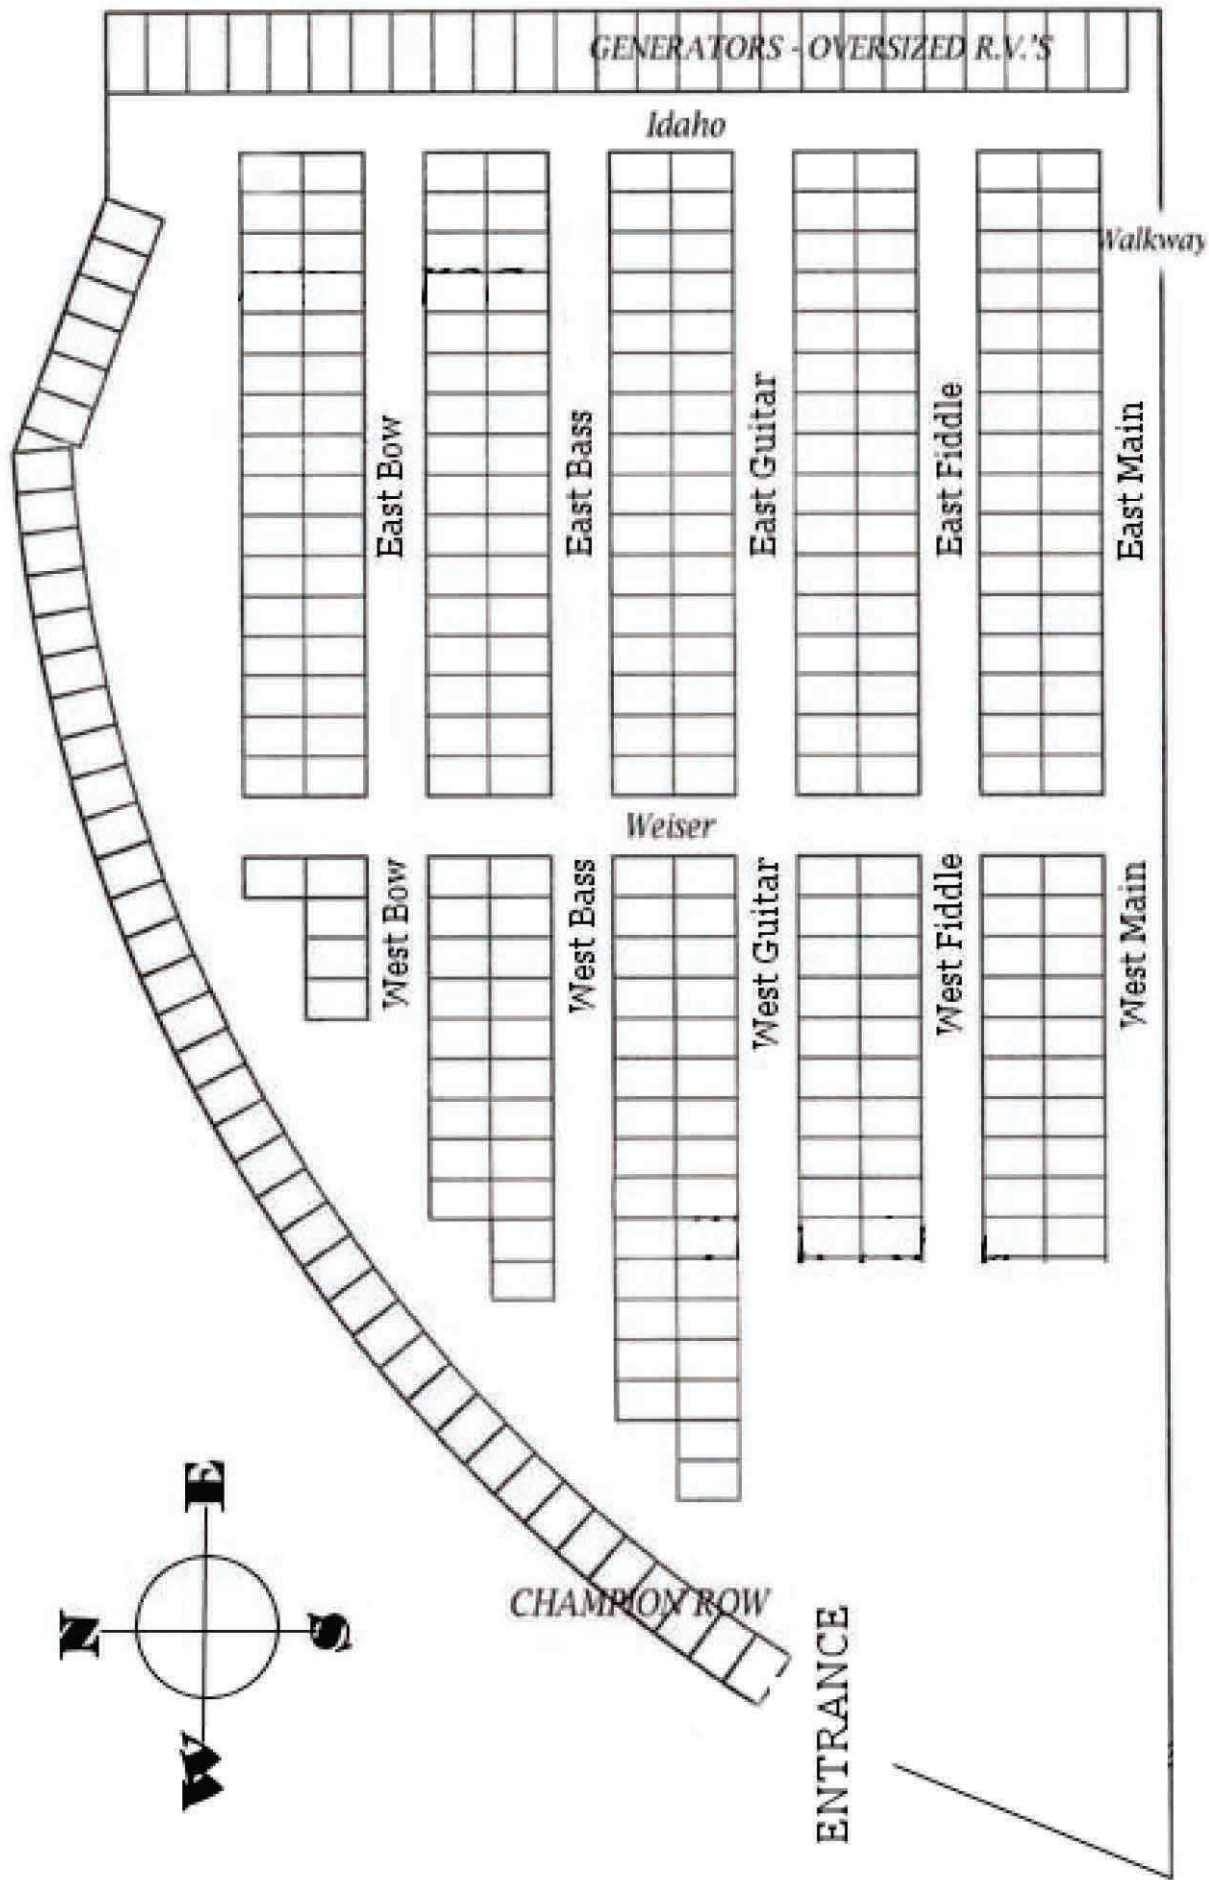 GENERATORS - OVERSIZED R.V.'S
Idaho
Walkway
East Bow
East Bass
East Guitar
East Fiddle
East Main
Weiser
West Bow
West Bass
West Guitar
West Fiddle
West Main
E
N
S
W
CHAMPION ROW
ENTRANCE